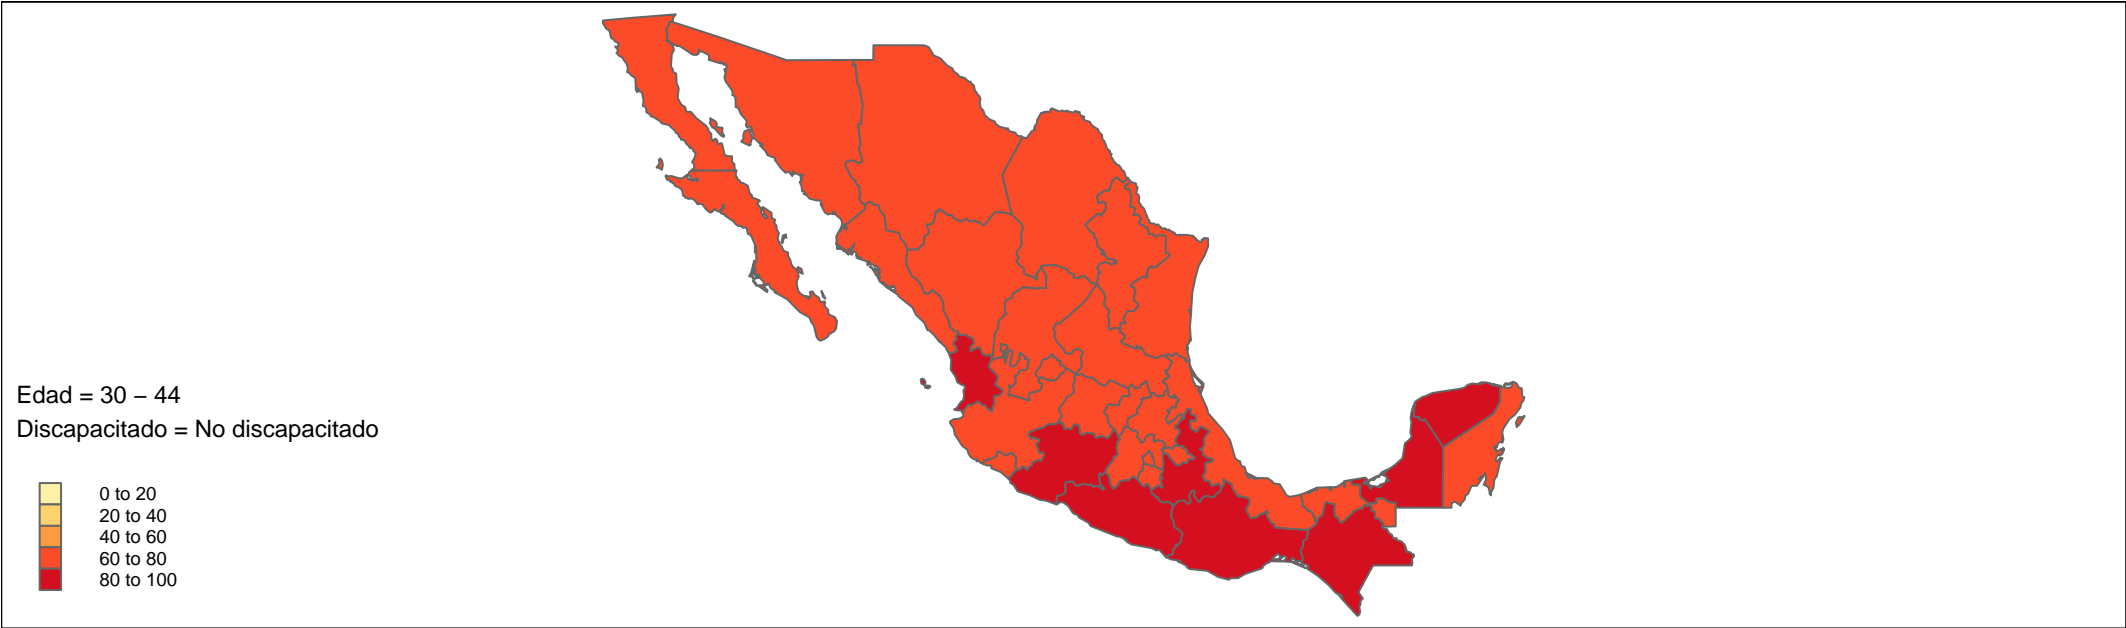 Edad = 30 – 44
Discapacitado = No discapacitado
0 to 20
20 to 40
40 to 60
60 to 80
80 to 100